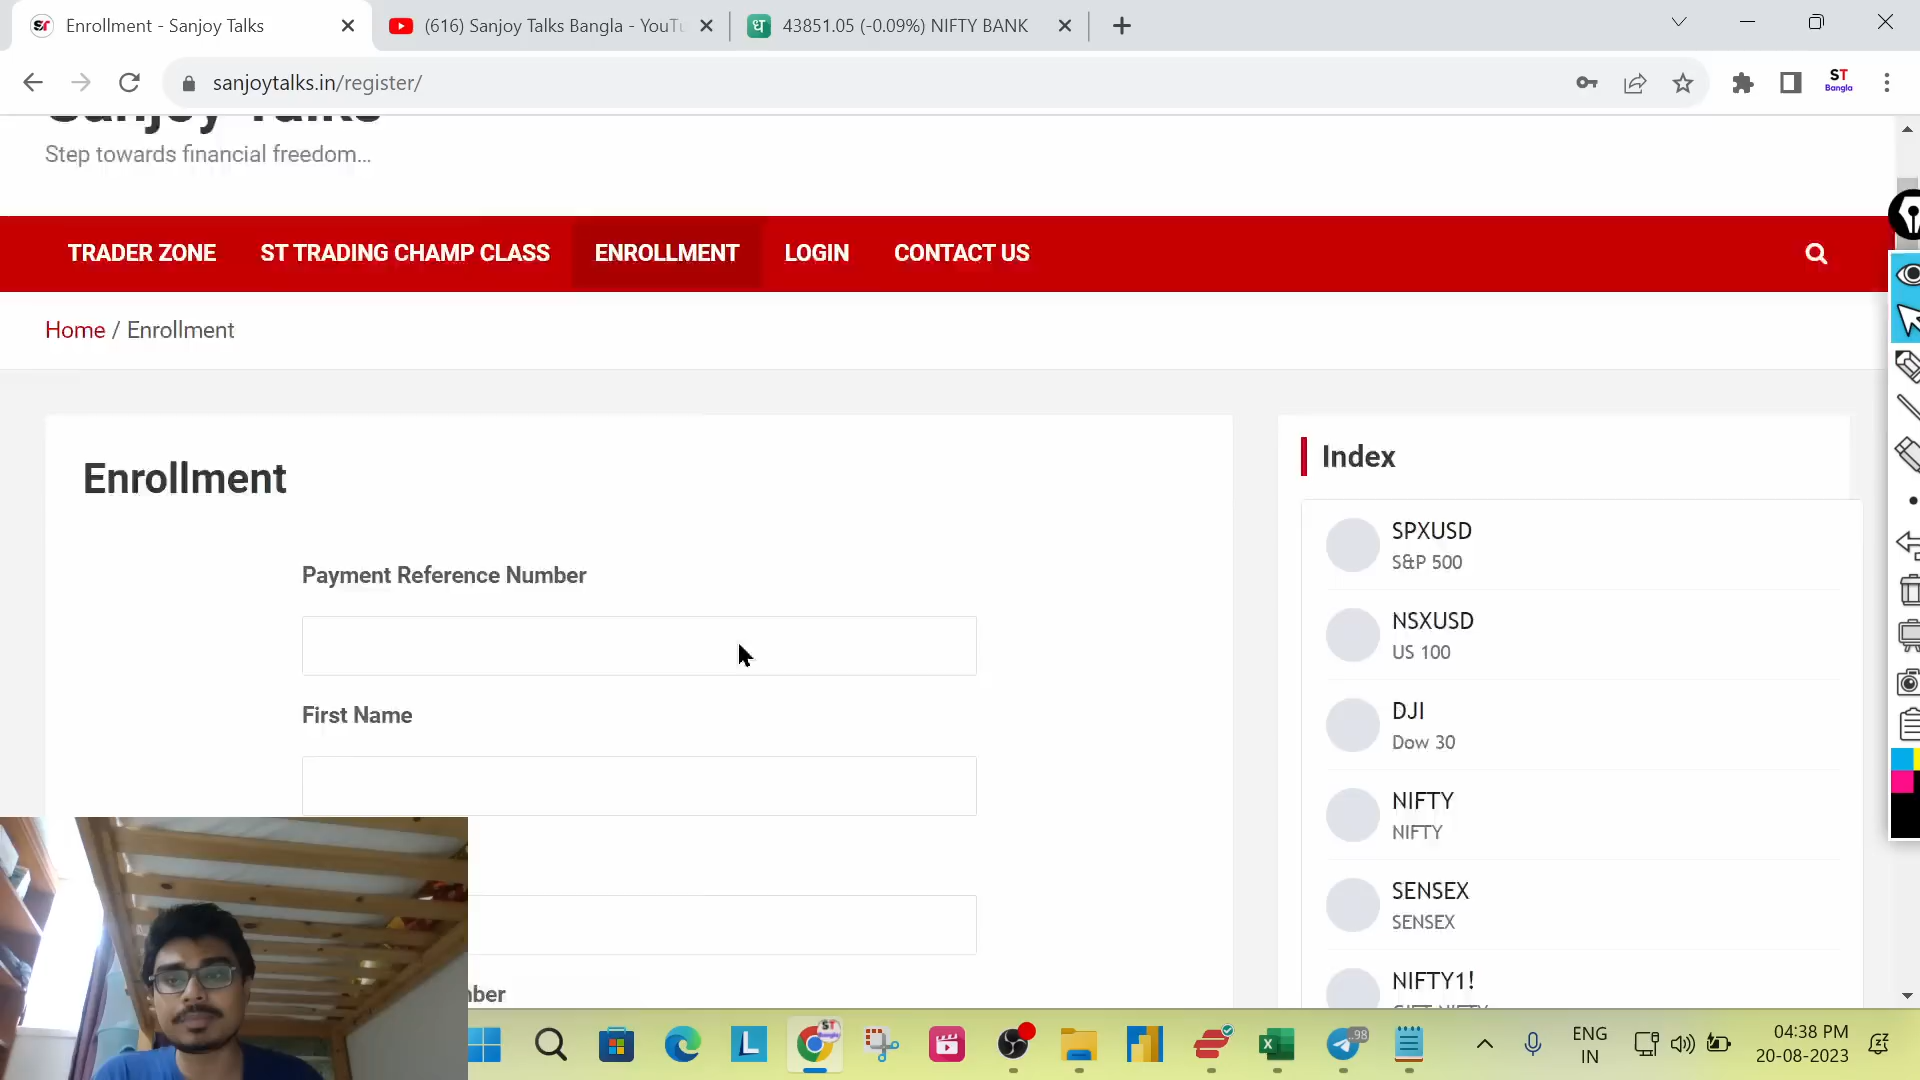 Enrollment - Sanjoy Talks
(616) Sanjoy Talks Bangla - YouTu
43851.05 (-0.09%) NIFTY BANK
sanjoytalks.in/register/
ST
Bangla
Sanjoy Talks
Step towards financial freedom...
TRADER ZONE
ST TRADING CHAMP CLASS
ENROLLMENT
LOGIN
CONTACT US
Home / Enrollment
Enrollment
Payment Reference Number
First Name
Index
SPXUSD
S&P 500
NSXUSD
US 100
DJI
Dow 30
NIFTY
NIFTY
SENSEX
SENSEX
NIFTY1!
ENG
IN
04:38 PM
20-08-2023